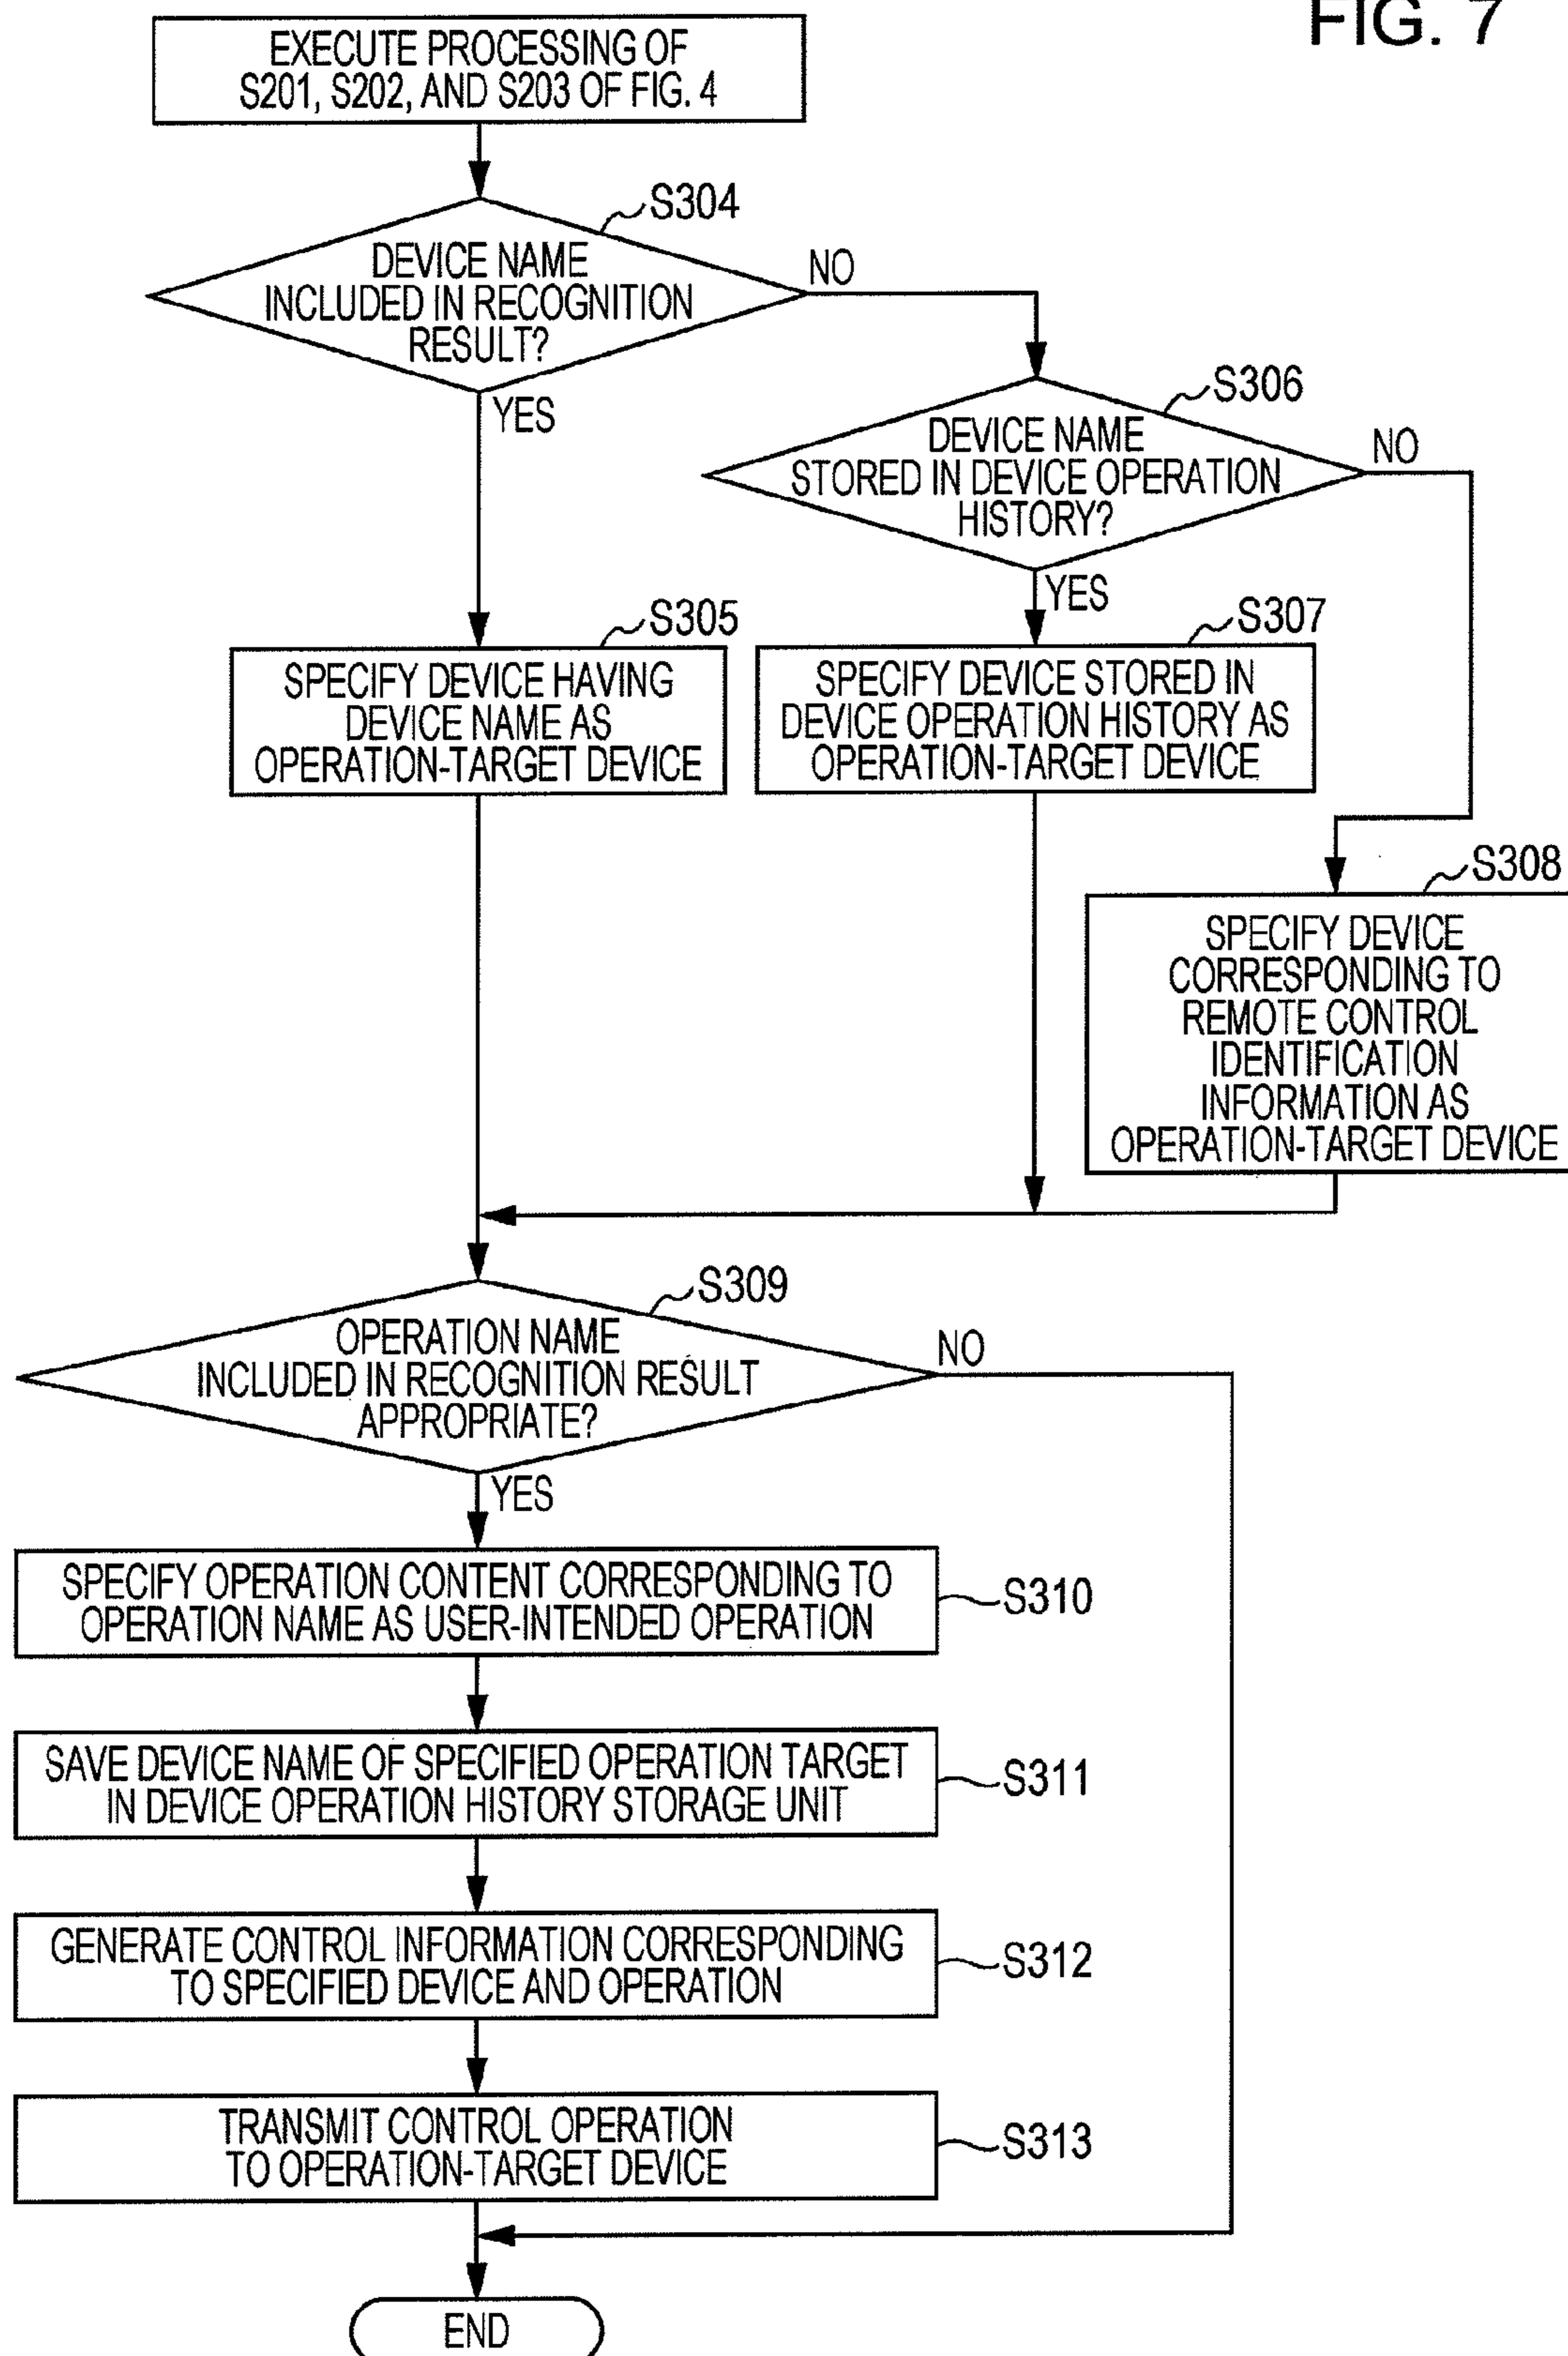 FIG. 7
EXECUTE PROCESSING OF
S201, S202, AND S203 OF FIG. 4
S304
DEVICE NAME
INCLUDED IN RECOGNITION
RESULT?
NO
YES
S306
DEVICE NAME
STORED IN DEVICE OPERATION
HISTORY?
NO
YES
S305
SPECIFY DEVICE HAVING
DEVICE NAME AS
OPERATION-TARGET DEVICE
S307
SPECIFY DEVICE STORED IN
DEVICE OPERATION HISTORY AS
OPERATION-TARGET DEVICE
S308
SPECIFY DEVICE
CORRESPONDING TO
REMOTE CONTROL
IDENTIFICATION
INFORMATION AS
OPERATION-TARGET DEVICE
S309
OPERATION NAME
INCLUDED IN RECOGNITION RESULT
APPROPRIATE?
NO
YES
SPECIFY OPERATION CONTENT CORRESPONDING TO
OPERATION NAME AS USER-INTENDED OPERATION
S310
SAVE DEVICE NAME OF SPECIFIED OPERATION TARGET
IN DEVICE OPERATION HISTORY STORAGE UNIT
S311
GENERATE CONTROL INFORMATION CORRESPONDING
TO SPECIFIED DEVICE AND OPERATION
S312
TRANSMIT CONTROL OPERATION
TO OPERATION-TARGET DEVICE
S313
END